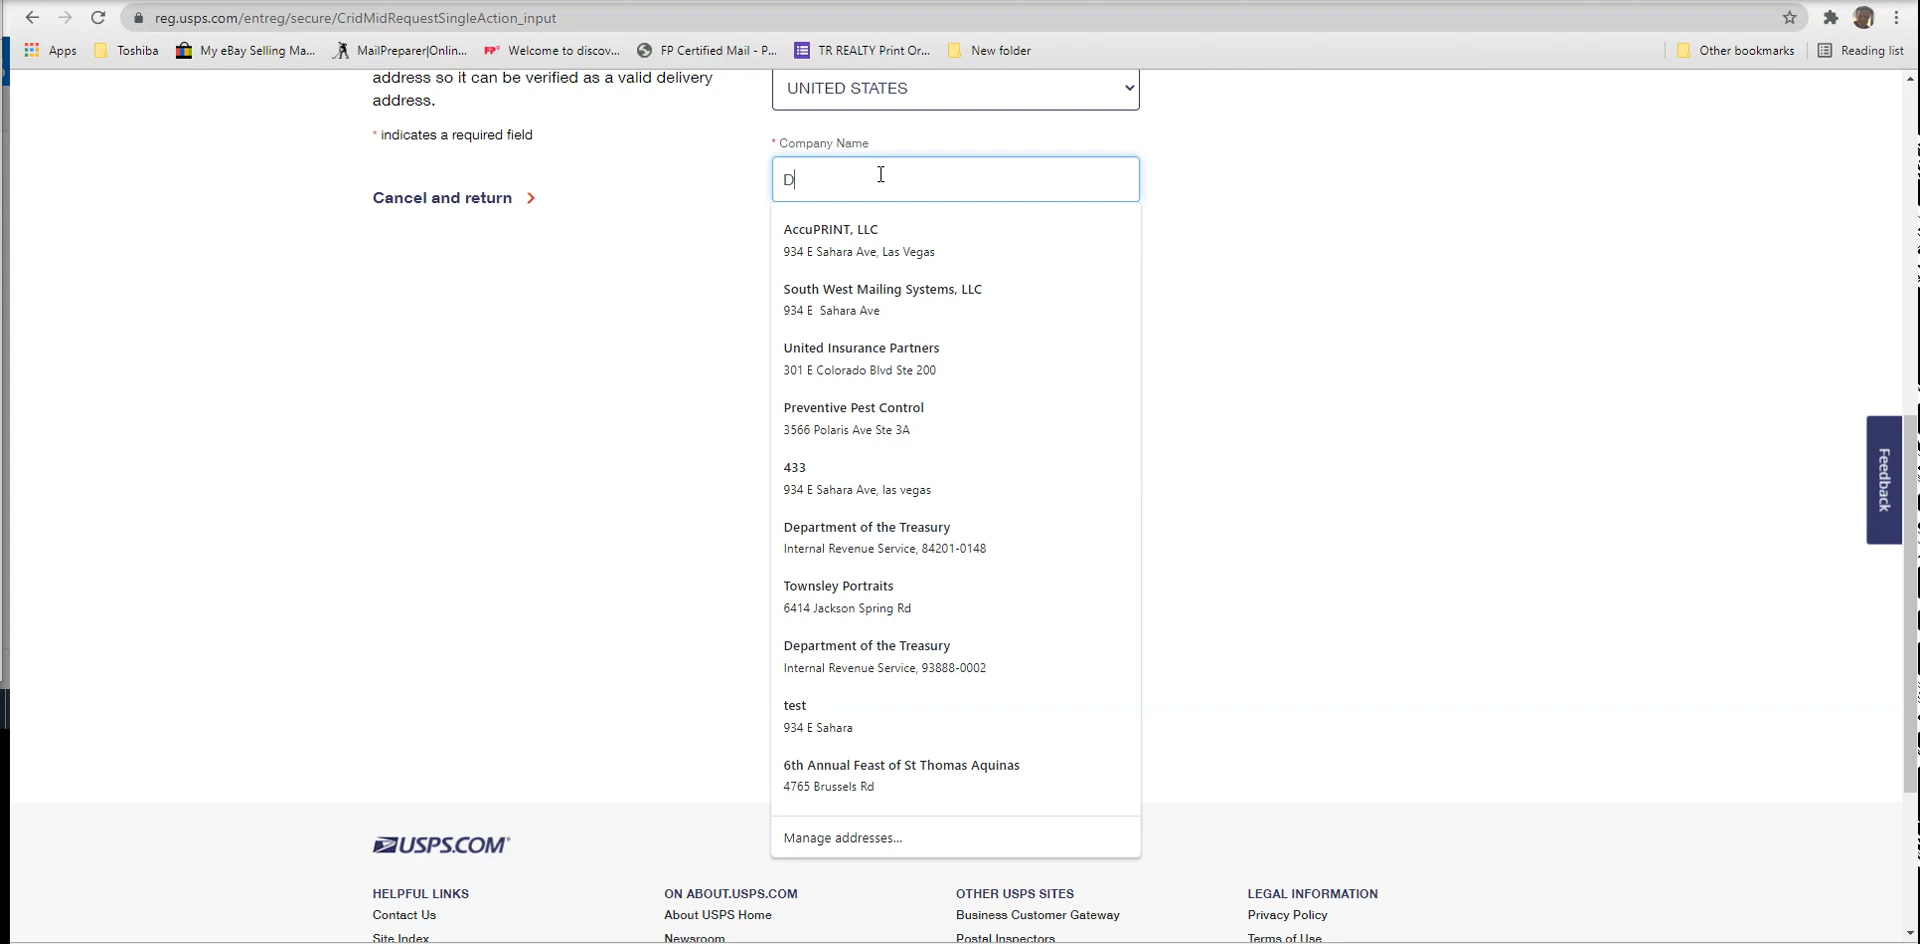 reg.usps.com/entreg/secure/CridMidRequestSingleAction_input
Apps
Toshiba
My eBay Selling Ma...
MailPreparer|Onlin...
FP® Welcome to discov...
FP Certified Mail - P...
TR REALTY Print Or...
New folder
Other bookmarks
Reading list
address so it can be verified as a valid delivery
address.
* indicates a required field
Cancel and return
UNITED STATES
* Company Name
D
AccuPRINT, LLC
934 E Sahara Ave, Las Vegas
South West Mailing Systems, LLC
934 E  Sahara Ave
United Insurance Partners
301 E Colorado Blvd Ste 200
Preventive Pest Control
3566 Polaris Ave Ste 3A
433
934 E Sahara Ave, las vegas
Department of the Treasury
Internal Revenue Service, 84201-0148
Townsley Portraits
6414 Jackson Spring Rd
Department of the Treasury
Internal Revenue Service, 93888-0002
test
934 E Sahara
6th Annual Feast of St Thomas Aquinas
4765 Brussels Rd
Manage addresses...
Feedback
USPS.COM®
HELPFUL LINKS
Contact Us
Site Index
ON ABOUT.USPS.COM
About USPS Home
Newsroom
OTHER USPS SITES
Business Customer Gateway
Postal Inspectors
LEGAL INFORMATION
Privacy Policy
Terms of Use